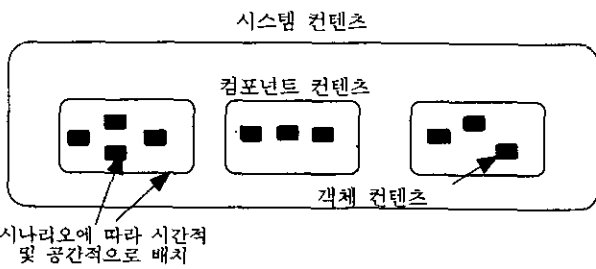 시스템 컨텐츠
컴포넌트 컨텐츠
객체 컨텐츠
시나리오에 따라 시간적
및 공간적으로 배치